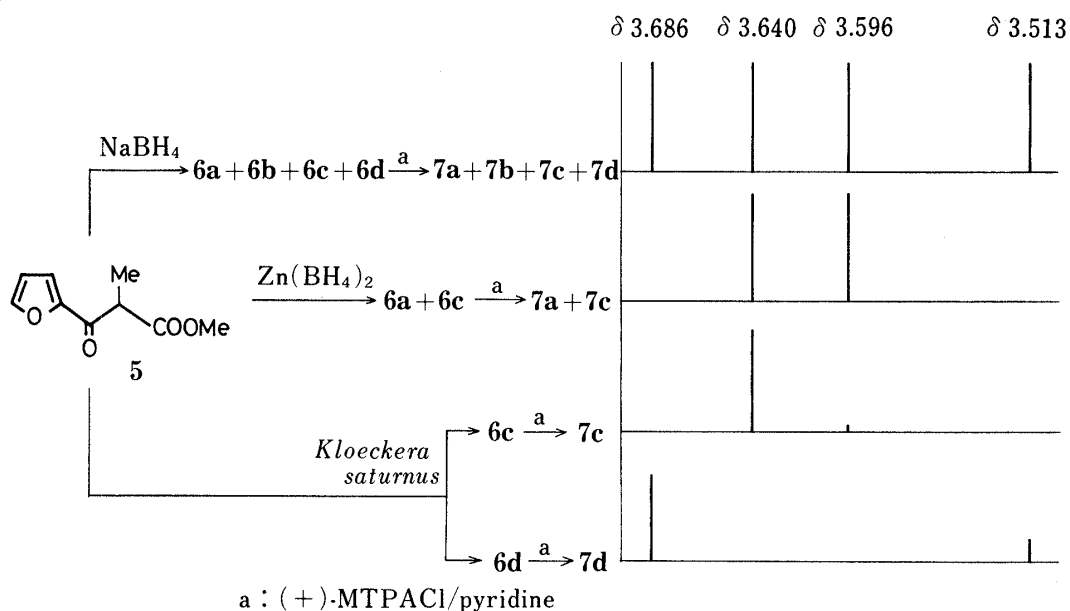 δ 3.686 δ 3.640 δ 3.596 δ 3.513
NaBH₄
6a+6b+6c+6d a 7a+7b+7c+7d
Me
O
O
COOMe
5
Zn(BH₄)₂
6a+6c a 7a+7c
Kloeckera
saturnus
6c a 7c
6d a 7d
a : (+)-MTPACl/pyridine